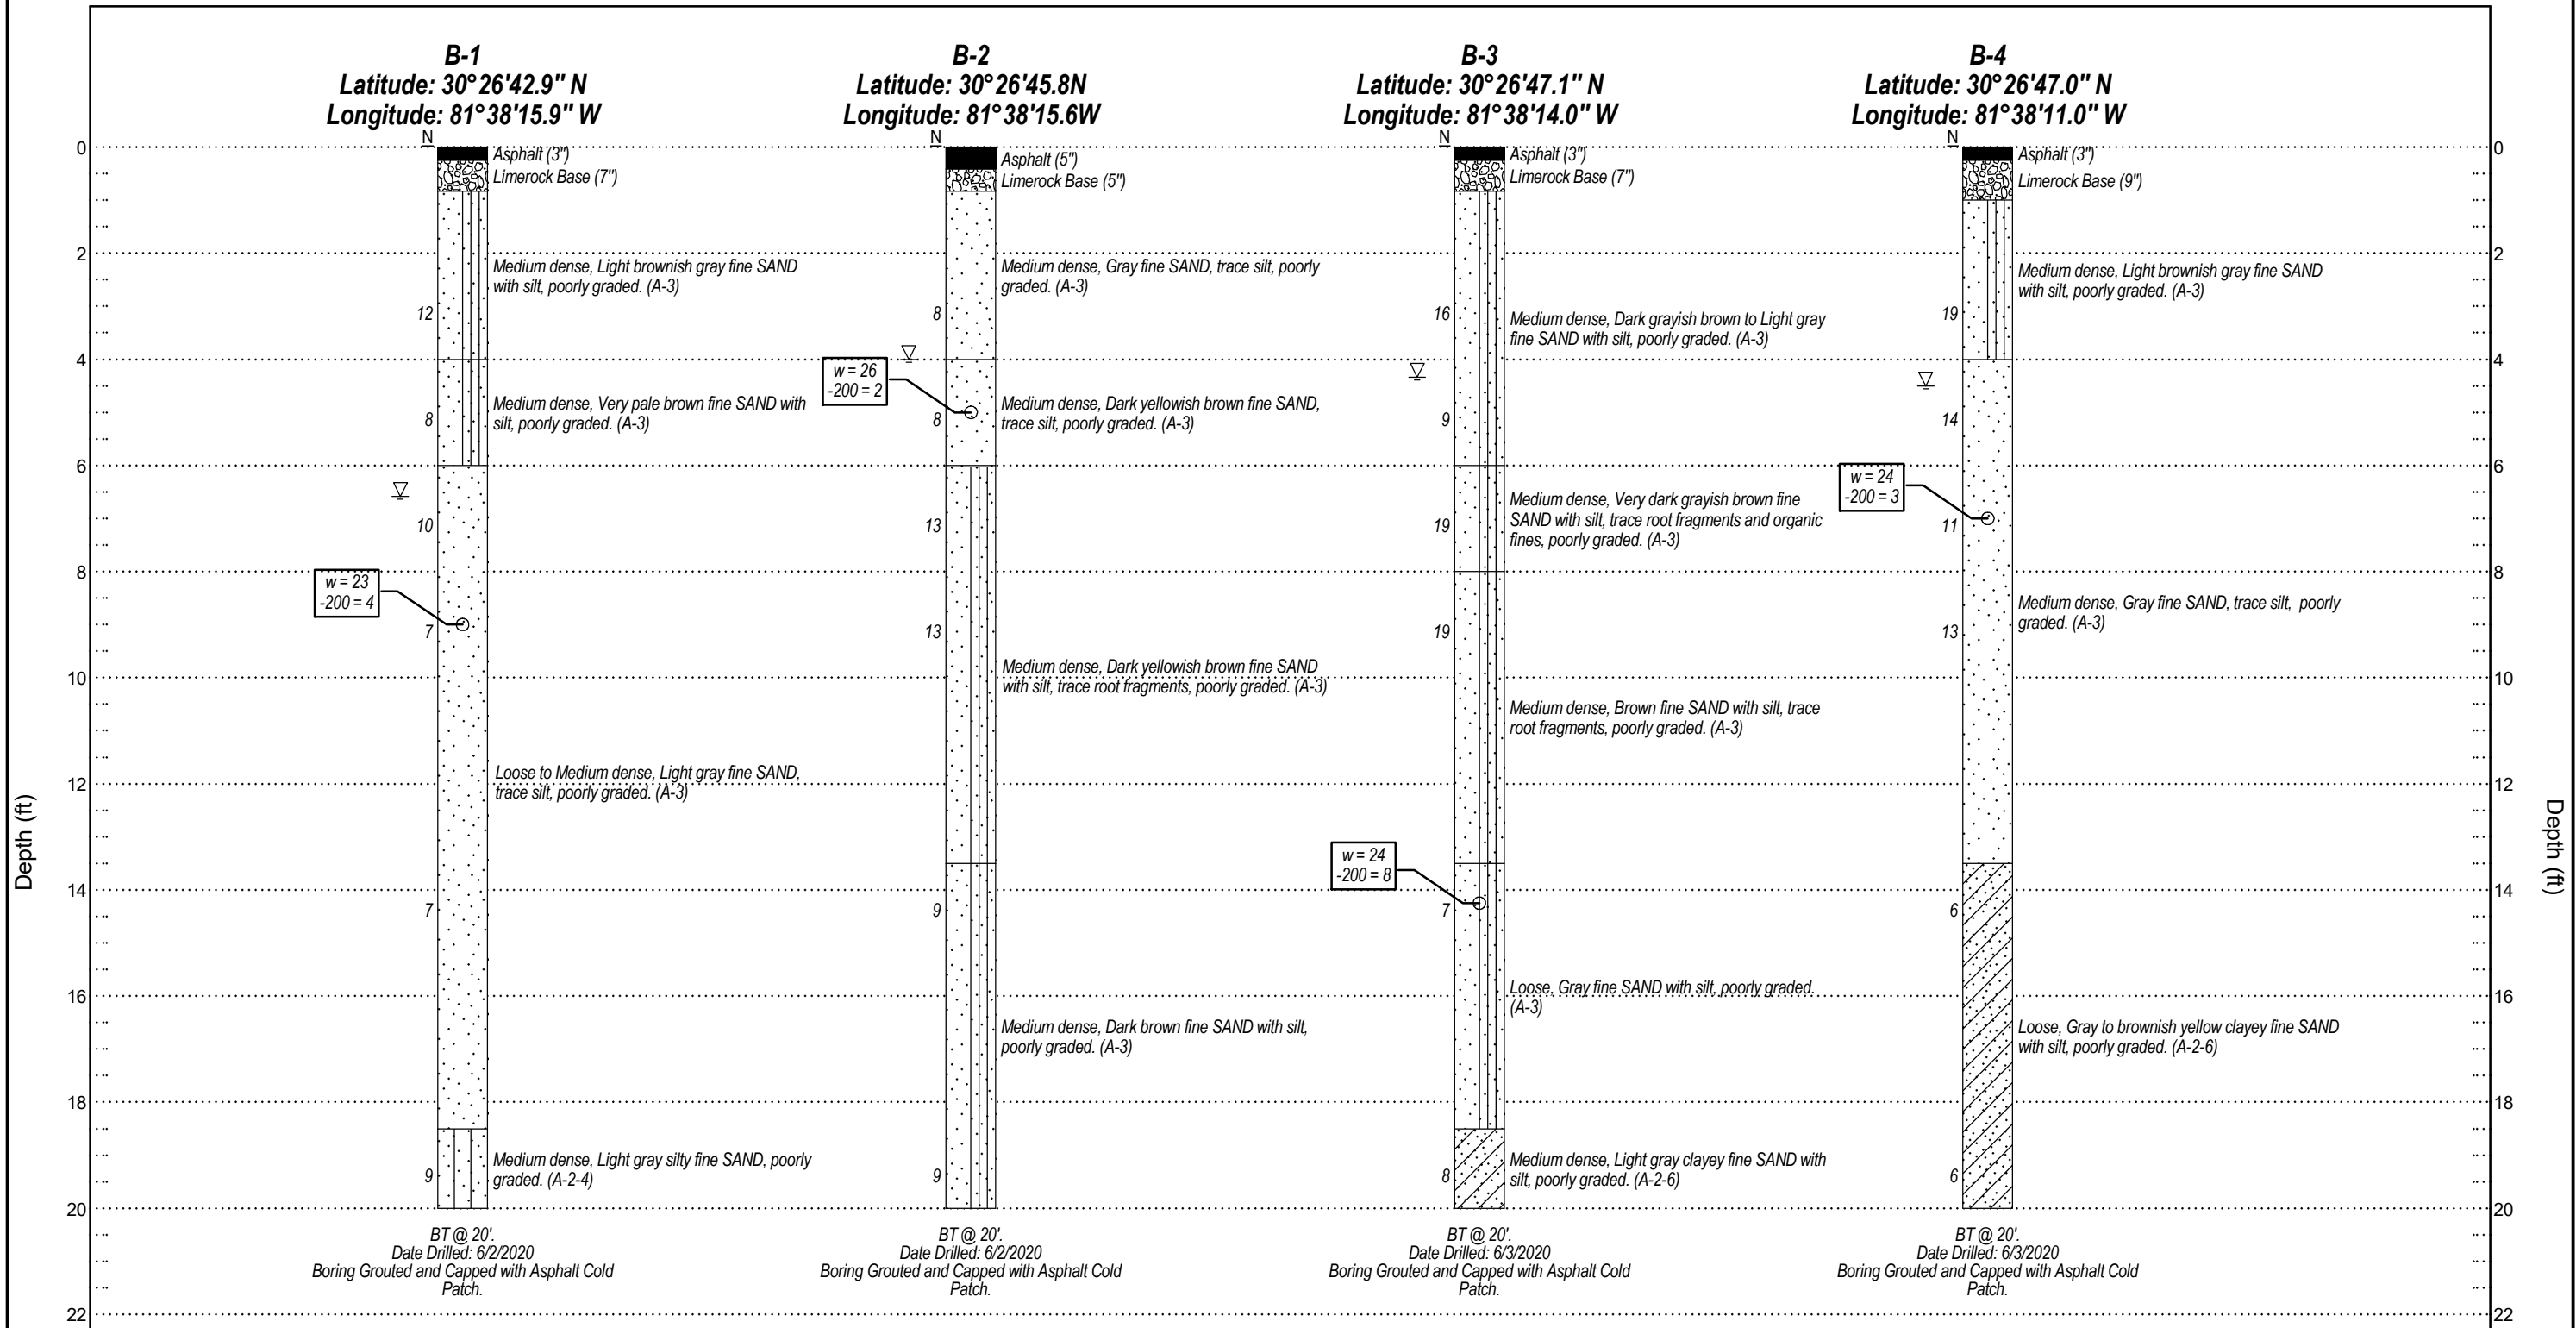 B-1
Latitude: 30°26'42.9" N
Longitude: 81°38'15.9" W
B-2
Latitude: 30°26'45.8N
Longitude: 81°38'15.6W
B-3
Latitude: 30°26'47.1" N
Longitude: 81°38'14.0" W
B-4
Latitude: 30°26'47.0" N
Longitude: 81°38'11.0" W
Depth (ft)
0
2
4
6
8
10
12
14
16
18
20
22
N
Asphalt (3")
Limerock Base (7")
Medium dense, Light brownish gray fine SAND
with silt, poorly graded. (A-3)
12
Medium dense, Very pale brown fine SAND with
silt, poorly graded. (A-3)
8
10
w = 23
-200 = 4
7
Loose to Medium dense, Light gray fine SAND,
trace silt, poorly graded. (A-3)
7
Medium dense, Light gray silty fine SAND, poorly
graded. (A-2-4)
9
BT @ 20'.
Date Drilled: 6/2/2020
Boring Grouted and Capped with Asphalt Cold
Patch.
N
Asphalt (5")
Limerock Base (5")
Medium dense, Gray fine SAND, trace silt, poorly
graded. (A-3)
8
w = 26
-200 = 2
Medium dense, Dark yellowish brown fine SAND,
trace silt, poorly graded. (A-3)
8
13
13
Medium dense, Dark yellowish brown fine SAND
with silt, trace root fragments, poorly graded. (A-3)
9
Medium dense, Dark brown fine SAND with silt,
poorly graded. (A-3)
9
BT @ 20'.
Date Drilled: 6/2/2020
Boring Grouted and Capped with Asphalt Cold
Patch.
N
Asphalt (3")
Limerock Base (7")
16
Medium dense, Dark grayish brown to Light gray
fine SAND with silt, poorly graded. (A-3)
9
Medium dense, Very dark grayish brown fine
SAND with silt, trace root fragments and organic
fines, poorly graded. (A-3)
19
19
Medium dense, Brown fine SAND with silt, trace
root fragments, poorly graded. (A-3)
w = 24
-200 = 8
7
Loose, Gray fine SAND with silt, poorly graded.
(A-3)
Medium dense, Light gray clayey fine SAND with
silt, poorly graded. (A-2-6)
8
BT @ 20'.
Date Drilled: 6/3/2020
Boring Grouted and Capped with Asphalt Cold
Patch.
N
Asphalt (3")
Limerock Base (9")
Medium dense, Light brownish gray fine SAND
with silt, poorly graded. (A-3)
19
14
w = 24
-200 = 3
11
Medium dense, Gray fine SAND, trace silt,  poorly
graded. (A-3)
13
6
Loose, Gray to brownish yellow clayey fine SAND
with silt, poorly graded. (A-2-6)
6
BT @ 20'.
Date Drilled: 6/3/2020
Boring Grouted and Capped with Asphalt Cold
Patch.
0
2
4
6
8
10
12
14
16
18
20
22
Depth (ft)